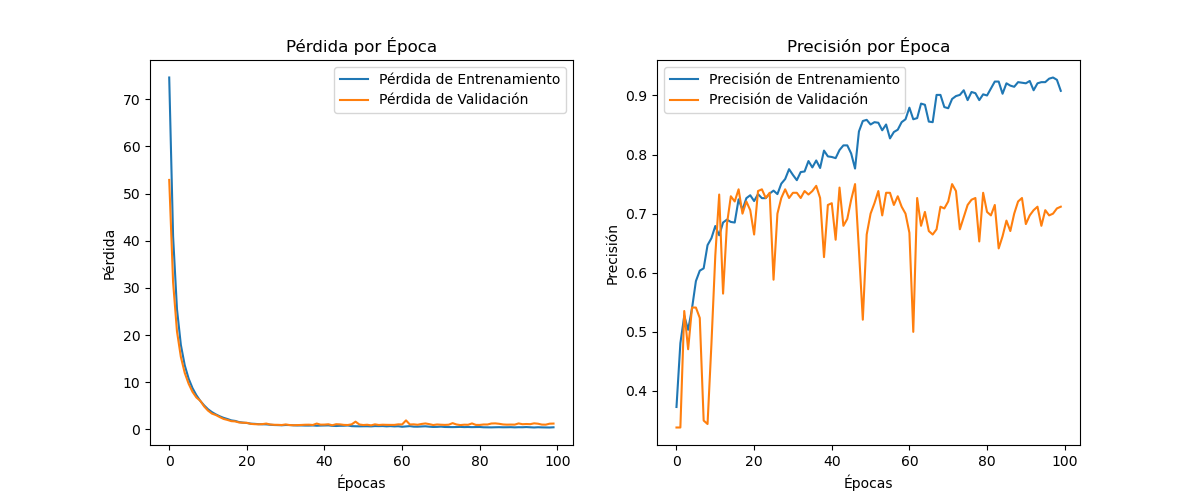 Pérdida por Época
Pérdida de Entrenamiento
Pérdida de Validación
Pérdida
70
60
50
40
30
20
10
0
0 20 40 60 80 100
Épocas
Precisión por Época
Precisión de Entrenamiento
Precisión de Validación
Precisión
0.9
0.8
0.7
0.6
0.5
0.4
0 20 40 60 80 100
Épocas